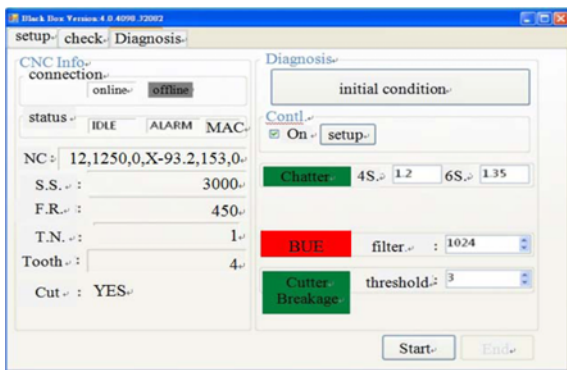 Black Box Version:4.0.4098.32002
setup check Diagnosis
CNC Info
connection
online offline
status IDLE ALARM MAC
NC : 12,1250,0,X-93.2,153,0
S.S. : 3000
F.R. : 450
T.N. : 1
Tooth : 4
Cut : YES
Diagnosis
initial condition
Contl.
On setup
Chatter 4S. 1.2 6S. 1.35
BUE filter : 1024
Cutter Breakage threshold : 3
Start End